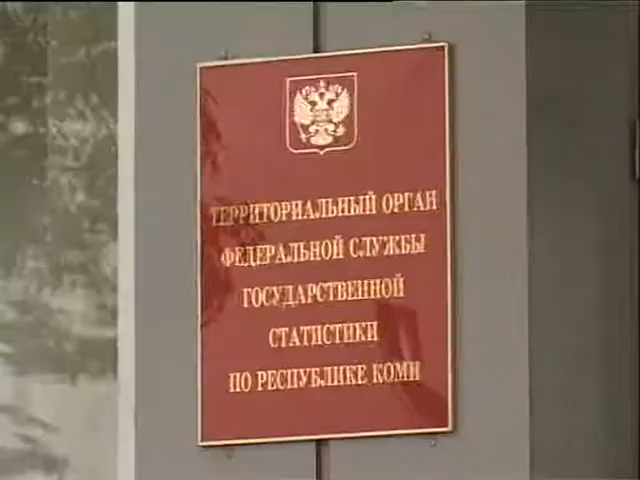 ТЕРРИТОРИАЛЬНЫЙ ОРГАН
ФЕДЕРАЛЬНОЙ СЛУЖБЫ
ГОСУДАРСТВЕННОЙ
СТАТИСТИКИ
ПО РЕСПУБЛИКЕ КОМИ